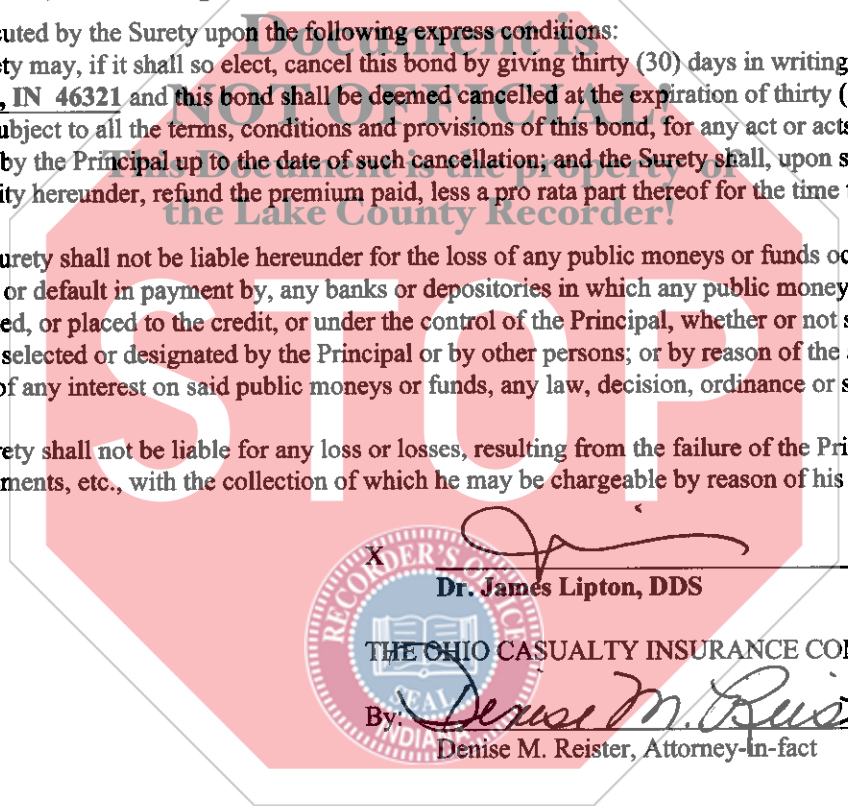 uted by the Surety upon the following express conditions:
Document is
ety may, if it shall so elect, cancel this bond by giving thirty (30) days in writing
, IN 46321 and this bond shall be deemed cancelled at the expiration of thirty (
NOT OFFICIAL!
ubject to all the terms, conditions and provisions of this bond, for any act or acts
by the Principal up to the date of such cancellation; and the Surety shall, upon s
This Document is the property of
ity hereunder, refund the premium paid, less a pro rata part thereof for the time
the Lake County Recorder!
urety shall not be liable hereunder for the loss of any public moneys or funds oc
or default in payment by, any banks or depositories in which any public money
ed, or placed to the credit, or under the control of the Principal, whether or not s
selected or designated by the Principal or by other persons; or by reason of the
of any interest on said public moneys or funds, any law, decision, ordinance or s
STOP
rety shall not be liable for any loss or losses, resulting from the failure of the Pri
ments, etc., with the collection of which he may be chargeable by reason of his
X
Dr. James Lipton, DDS
RECORDER'S OFFICE
SEAL
INDIANA
THE OHIO CASUALTY INSURANCE CO
By: Denise M. Reis
Denise M. Reister, Attorney-in-fact